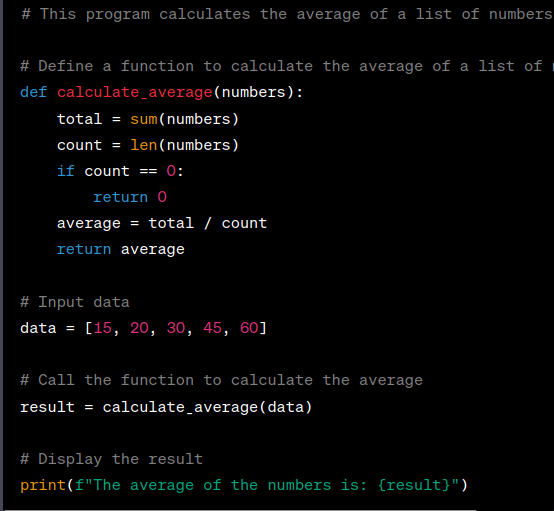 # This program calculates the average of a list of numbers
# Define a function to calculate the average of a list of
def calculate_average(numbers):
    total = sum(numbers)
    count = len(numbers)
    if count == 0:
        return 0
    average = total / count
    return average
# Input data
data = [15, 20, 30, 45, 60]
# Call the function to calculate the average
result = calculate_average(data)
# Display the result
print(f"The average of the numbers is: {result}")